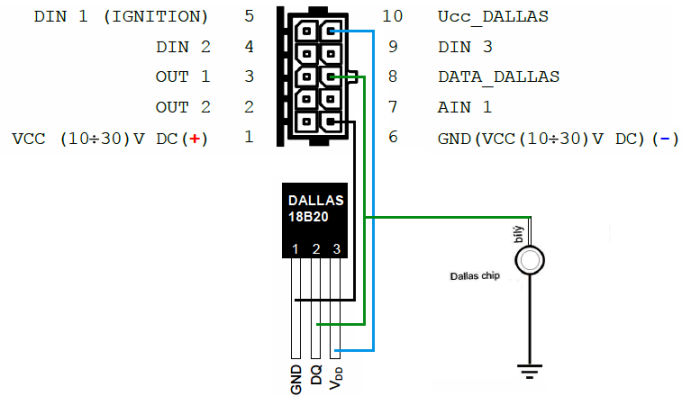 DIN 1 (IGNITION) 5 10 Ucc_DALLAS
DIN 2 4 9 DIN 3
OUT 1 3 8 DATA_DALLAS
OUT 2 2 7 AIN 1
VCC (10÷30)V DC(+) 1 6 GND(VCC(10÷30)V DC)(-)
DALLAS
18B20
1 2 3
bílý
Dallas chip
GND DQ VDD